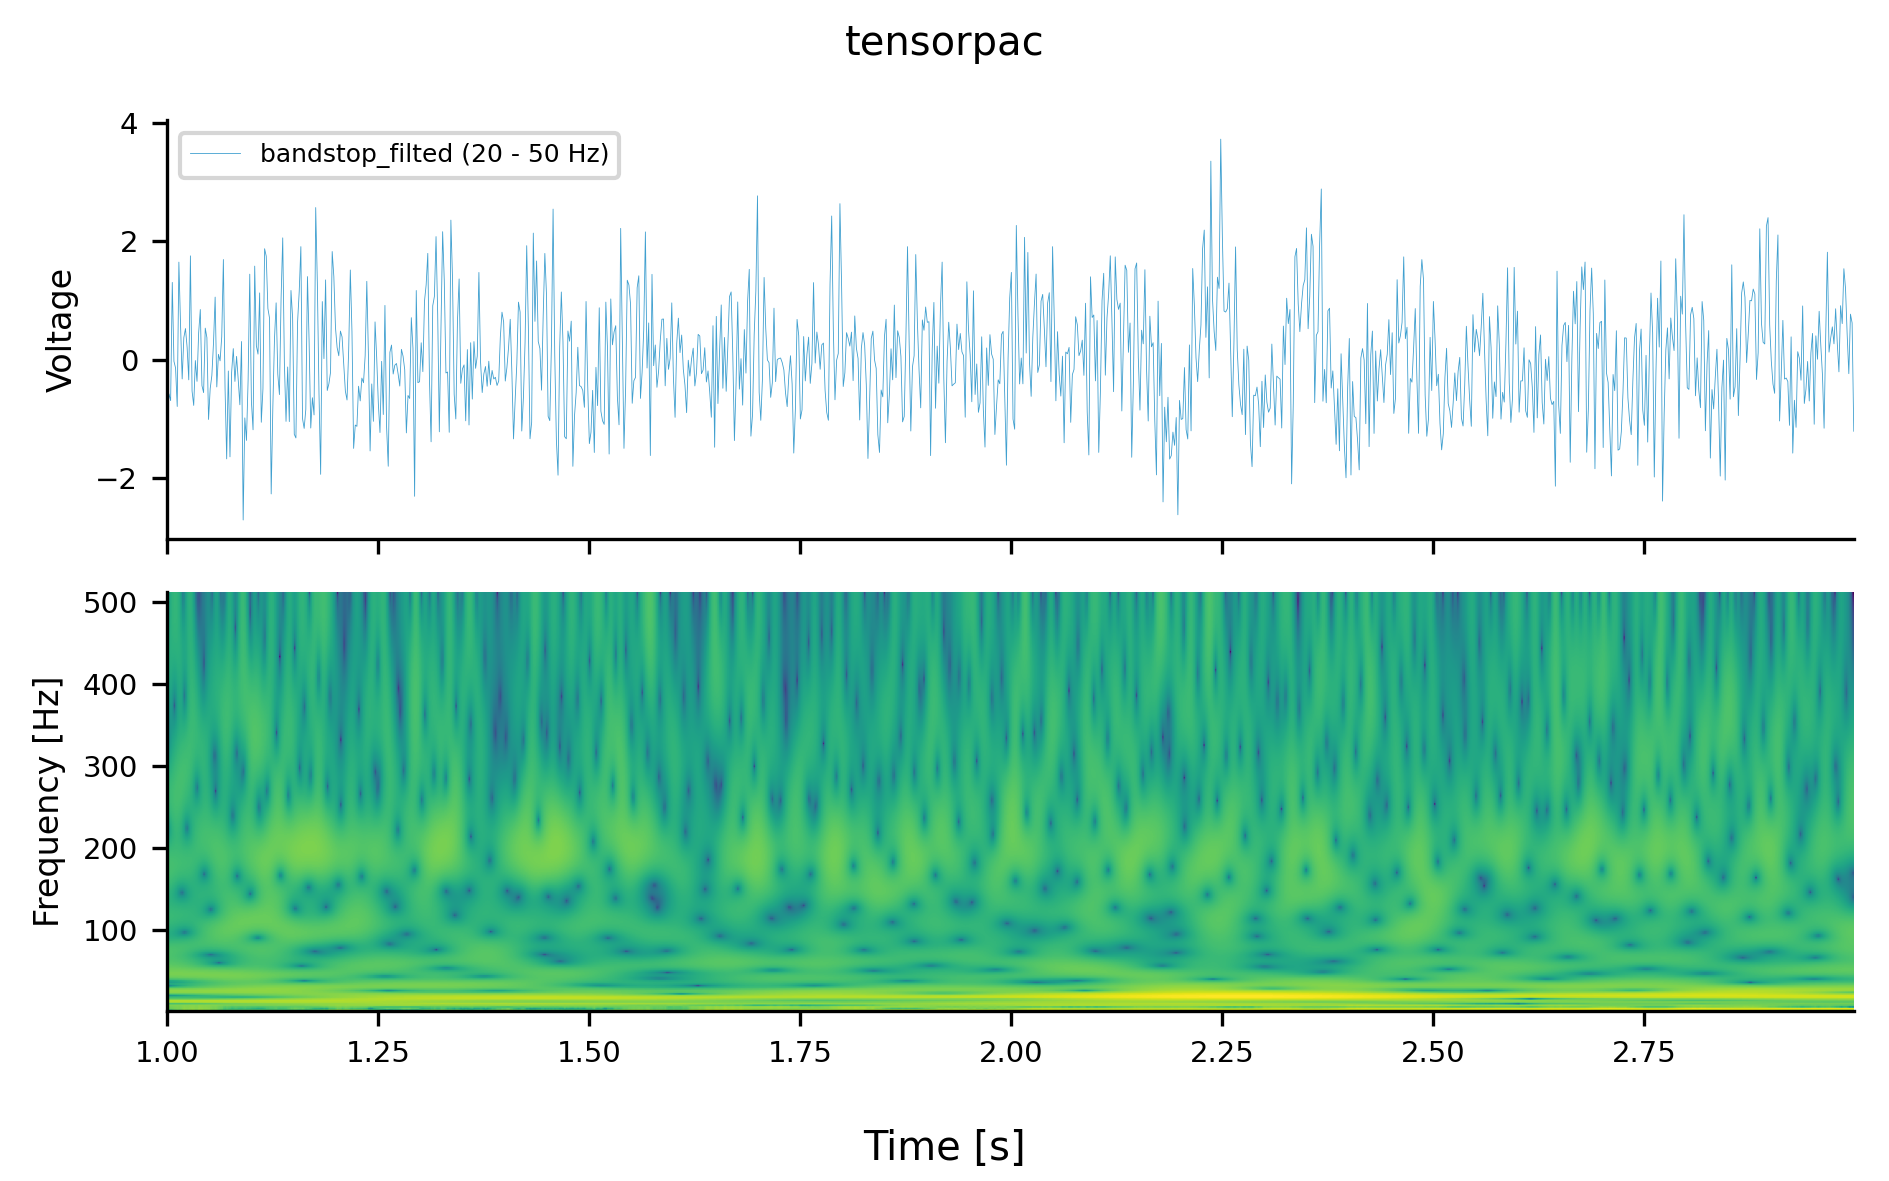 tensorpac
4
bandstop_filted (20 - 50 Hz)
2
0
−2
Voltage
500
400
300
200
100
Frequency [Hz]
1.00 1.25 1.50 1.75 2.00 2.25 2.50 2.75
Time [s]